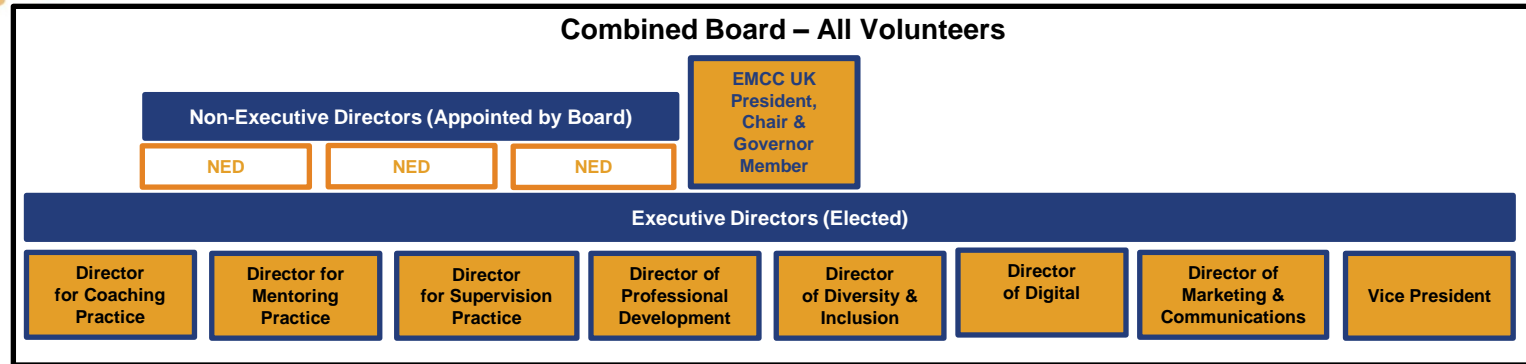 Combined Board – All Volunteers
EMCC UK
President,
Chair &
Governor
Member
Non-Executive Directors (Appointed by Board)
NED
NED
NED
Executive Directors (Elected)
Director
for Coaching
Practice
Director for
Mentoring
Practice
Director
for Supervision
Practice
Director of
Professional
Development
Director
of Diversity &
Inclusion
Director
of Digital
Director of
Marketing &
Communications
Vice President